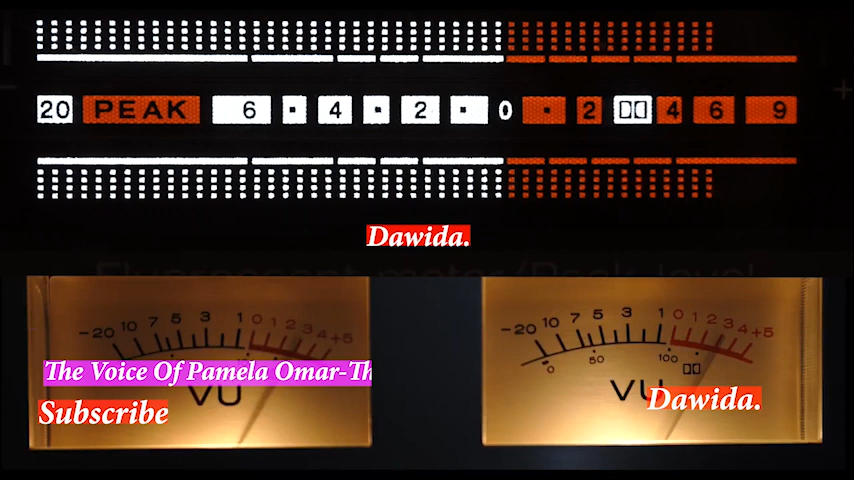 20 PEAK 6 · 4 · 2 · 0 · 2 4 6 9
Dawida.
-20 10 7 5 3 1 0 1 2 3 4 +5
VU
-20 10 7 5 3 1 0 1 2 3 4 +5
0 50 100
VU
The Voice Of Pamela Omar-Th
Subscribe
Dawida.